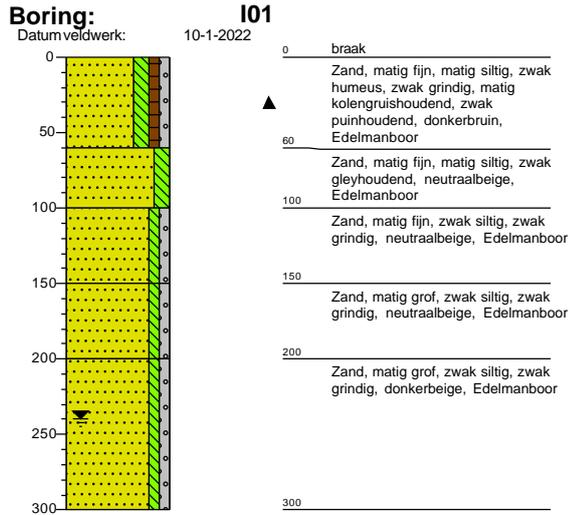 Boring: I01
Datum veldwerk: 10-1-2022
0
50
100
150
200
250
300
0 braak
Zand, matig fijn, matig siltig, zwak
humeus, zwak grindig, matig
kolengruishoudend, zwak
puinhoudend, donkerbruin,
Edelmanboor
60
Zand, matig fijn, matig siltig, zwak
gleyhoudend, neutraalbeige,
Edelmanboor
100
Zand, matig fijn, zwak siltig, zwak
grindig, neutraalbeige, Edelmanboor
150
Zand, matig grof, zwak siltig, zwak
grindig, neutraalbeige, Edelmanboor
200
Zand, matig grof, zwak siltig, zwak
grindig, donkerbeige, Edelmanboor
300